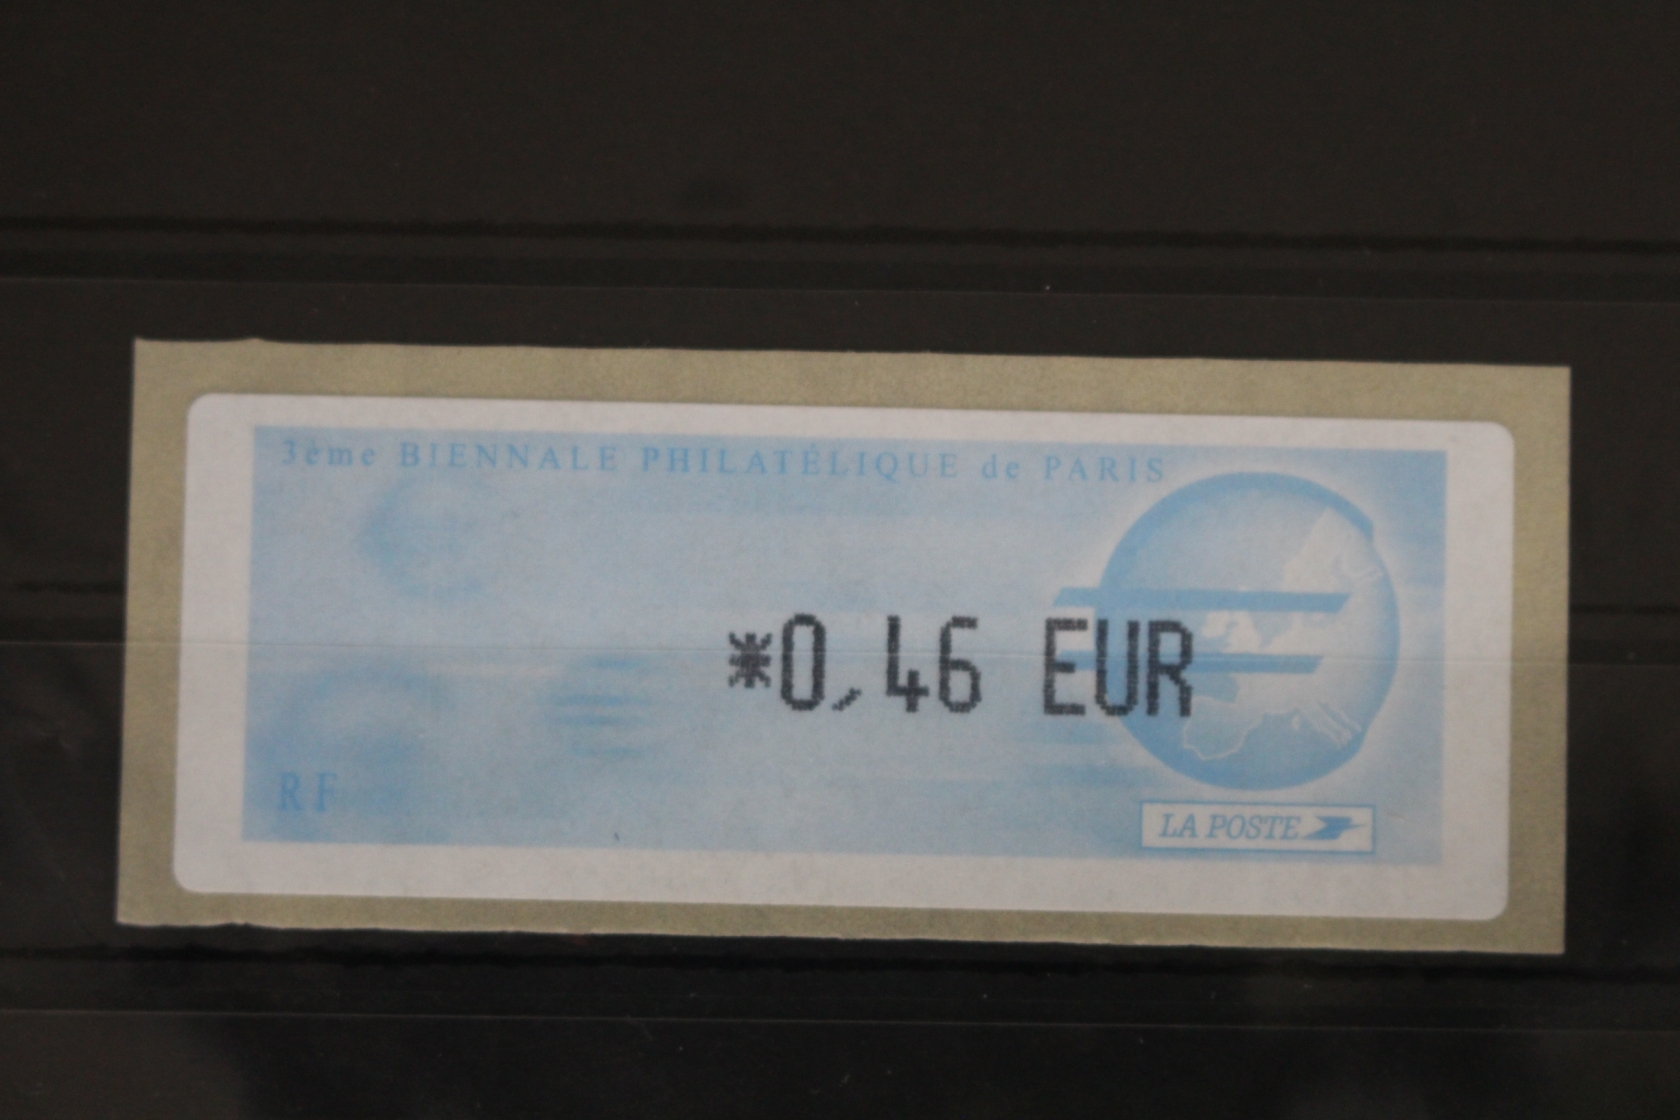 3ème BIENNALE PHILATÉLIQUE de PARIS
*0,46 EUR
RF
LA POSTE